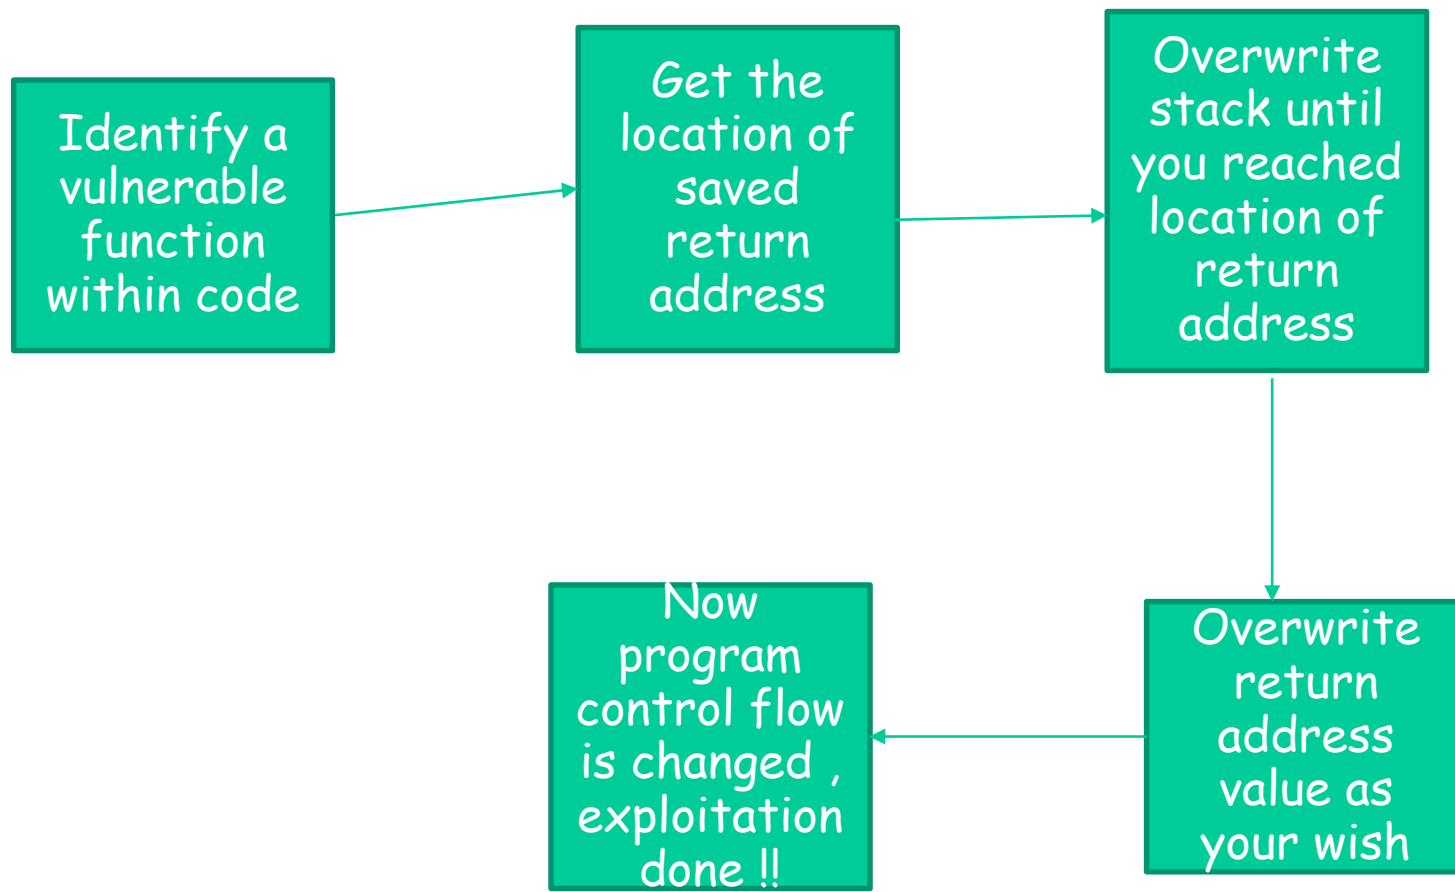 Identify a
vulnerable
function
within code
Get the
location of
saved
return
address
Overwrite
stack until
you reached
location of
return
address
Overwrite
return
address
value as
your wish
Now
program
control flow
is changed ,
exploitation
done !!